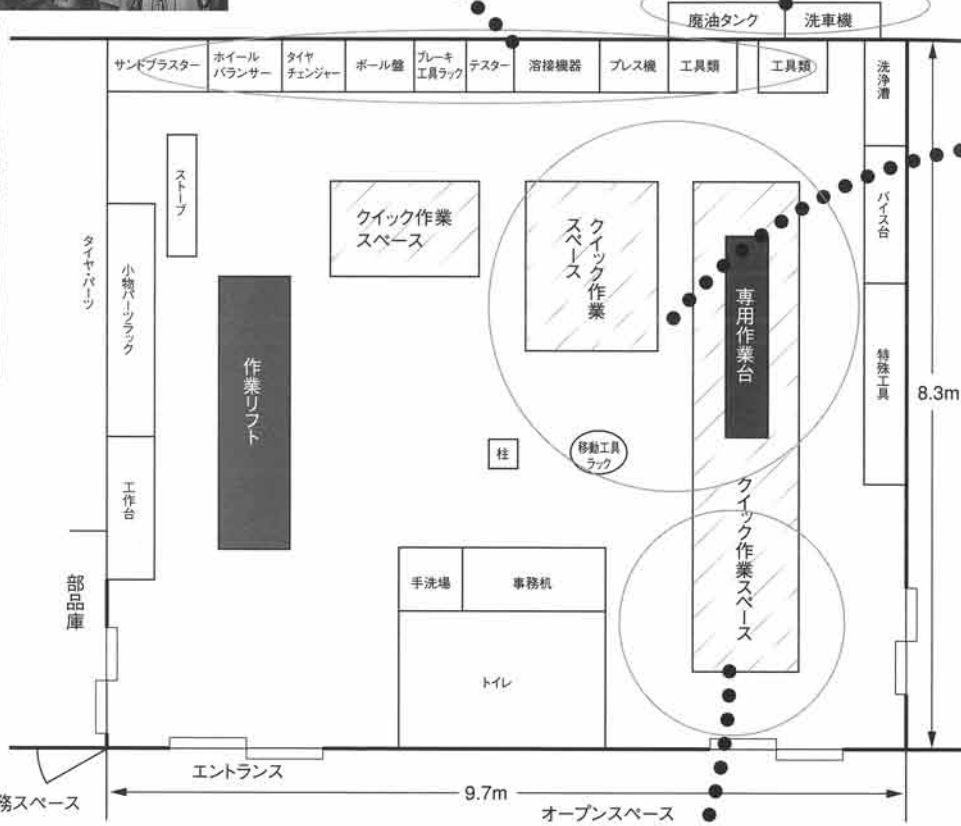 廃油タンク
洗車機
サンドブラスター
ホイール
バランサー
タイヤ
チェンジャー
ボール盤
ブレーキ
工具ラック
テスター
溶接機器
プレス機
工具類
工具類
洗浄槽
ストーブ
クイック作業
スペース
クイック作業
スペース
バイス台
タイヤ・パーツ
小物パーツラック
専用作業台
作業リフト
特殊工具
8.3m
柱
移動工具
ラック
工作台
クイック作業スペース
部品庫
手洗場
事務机
トイレ
エントランス
務スペース
9.7m
オープンスペース